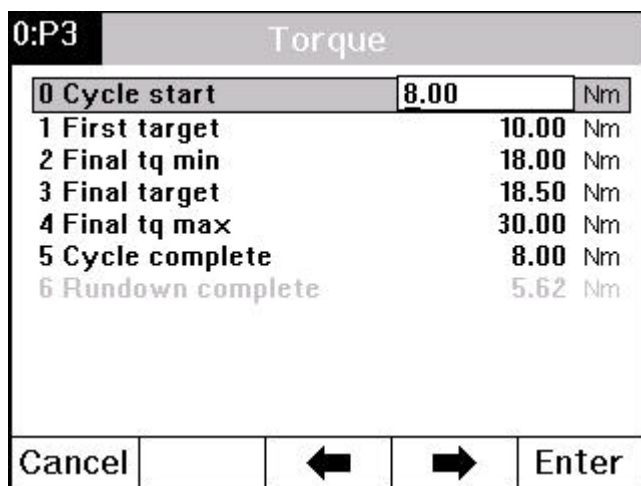 0:P3 Torque
0 Cycle start 8.00 Nm
1 First target 10.00 Nm
2 Final tq min 18.00 Nm
3 Final target 18.50 Nm
4 Final tq max 30.00 Nm
5 Cycle complete 8.00 Nm
6 Rundown complete 5.62 Nm
Cancel Enter